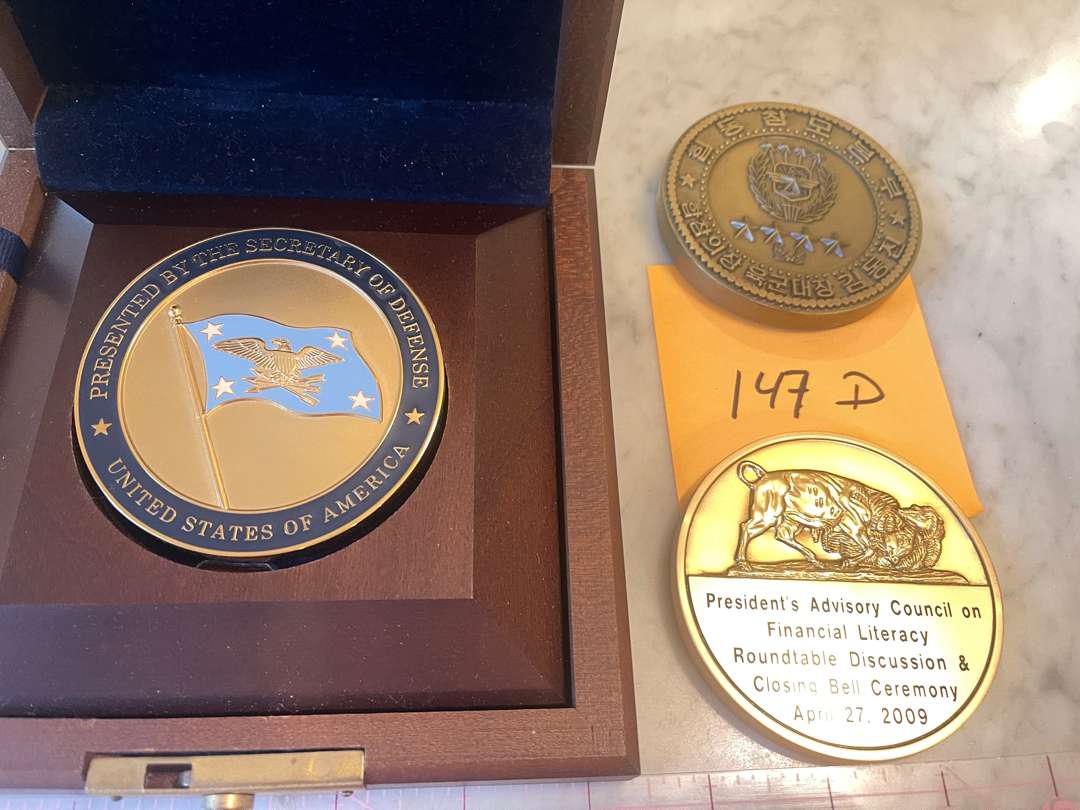 PRESENTED BY THE SECRETARY OF DEFENSE
UNITED STATES OF AMERICA
합동참모본부
합참의장 육군대장 김동진
147 D
President's Advisory Council on
Financial Literacy
Roundtable Discussion &
Closing Bell Ceremony
April 27, 2009